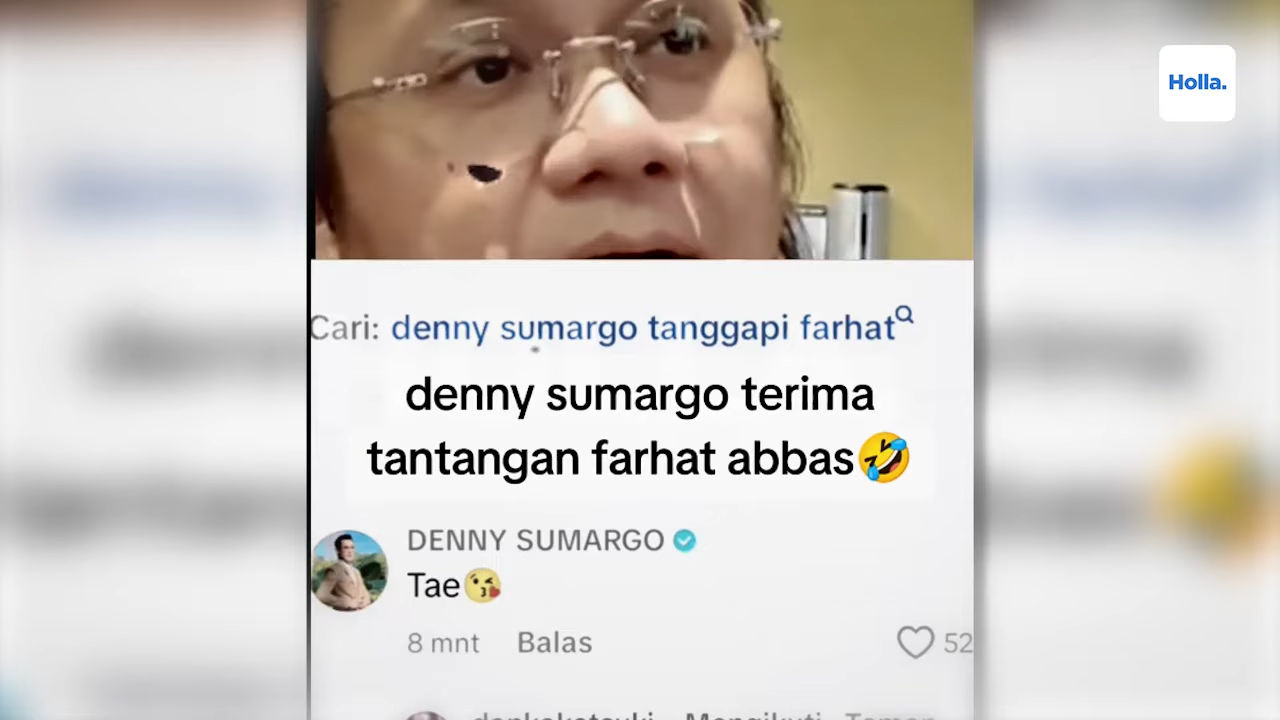 Holla.
Cari: denny sumargo tanggapi farhat
denny sumargo terima
tantangan farhat abbas🤣
DENNY SUMARGO
Tae😘
8 mnt Balas 52
Mengikuti